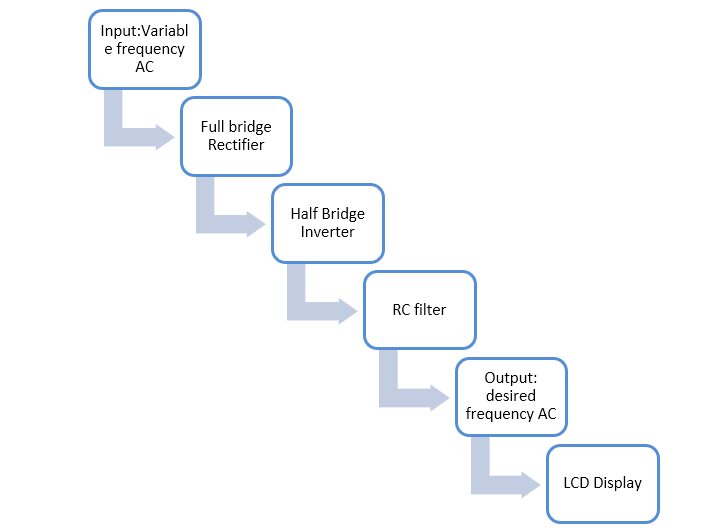 Input:Variabl
e frequency
AC
Full bridge
Rectifier
Half Bridge
Inverter
RC filter
Output:
desired
frequency AC
LCD Display